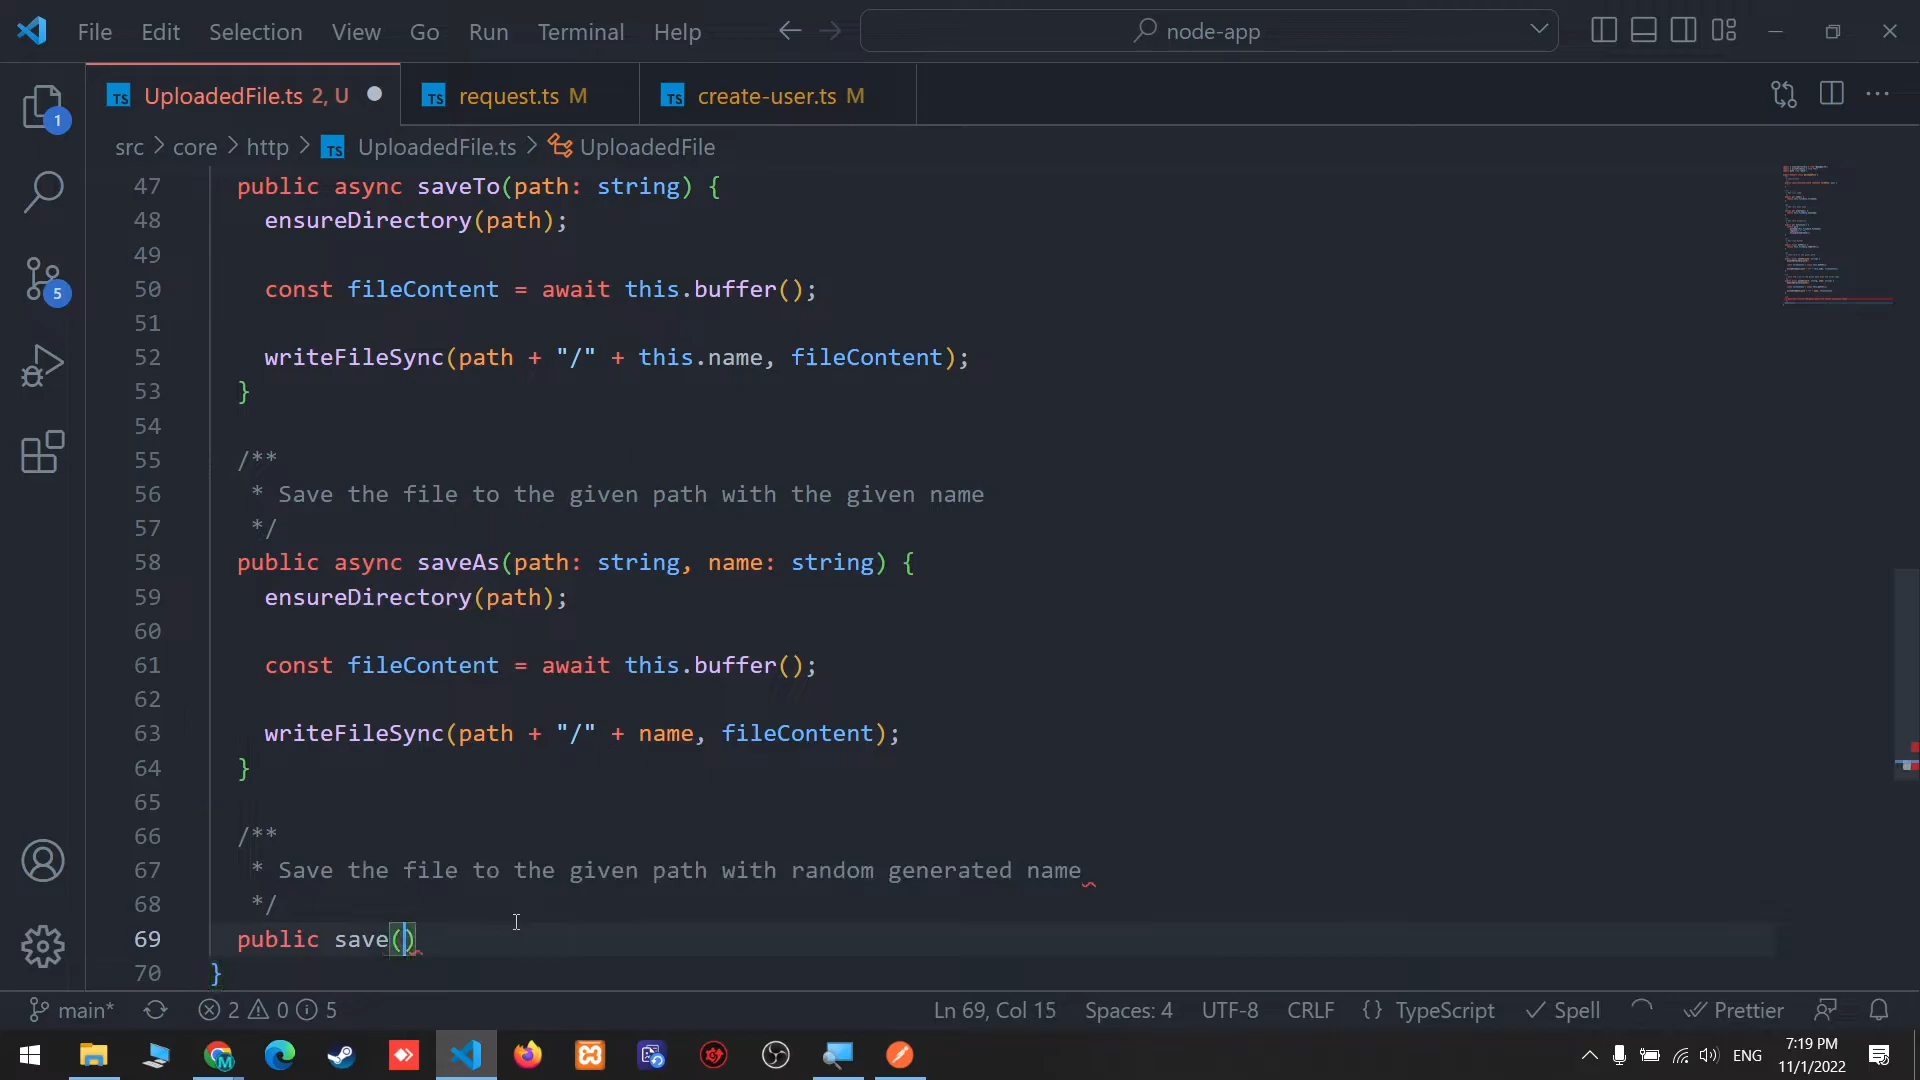 File Edit View Go Run Terminal Help node-app
TS UploadedFile.ts 2, U TS request.ts M TS create-user.ts M
src > core > http > TS UploadedFile.ts > UploadedFile
47 public async saveTo(path: string) {
48 ensureDirectory(path);
49
50 const fileContent = await this.buffer();
51
52 writeFileSync(path + "/" + this.name, fileContent);
53 }
54
55 /**
56 * Save the file to the given path with the given name
57 */
58 public async saveAs(path: string, name: string) {
59 ensureDirectory(path);
60
61 const fileContent = await this.buffer();
62
63 writeFileSync(path + "/" + name, fileContent);
64 }
65
66 /**
67 * Save the file to the given path with random generated name
68 */
69 public save()
70 }
1
5
main* 2 0 5 Ln 69, Col 15 Spaces: 4 UTF-8 CRLF {} TypeScript Spell Prettier
ENG 7:19 PM
11/1/2022